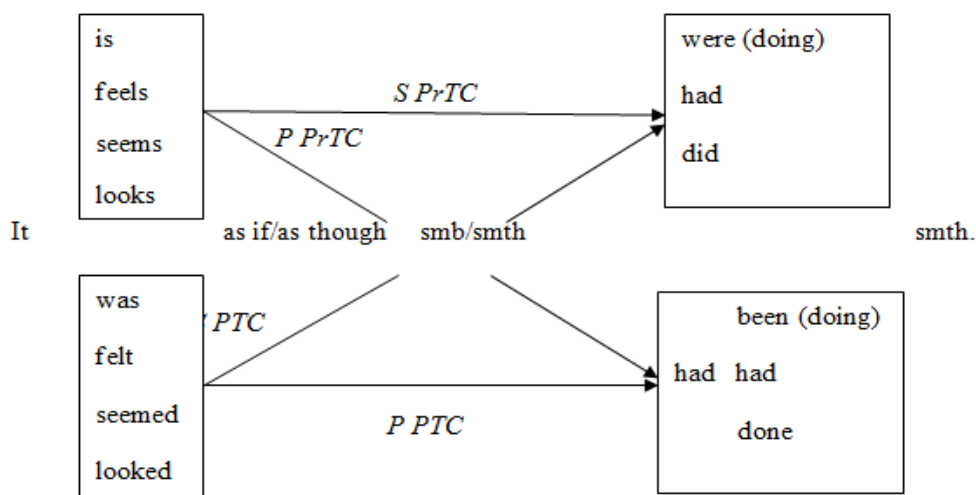 is
feels
seems
looks
S PrTC
P PrTC
were (doing)
had
did
It as if/as though smb/smth smth.
was
felt
seemed
looked
PTC
P PTC
been (doing)
had had
done